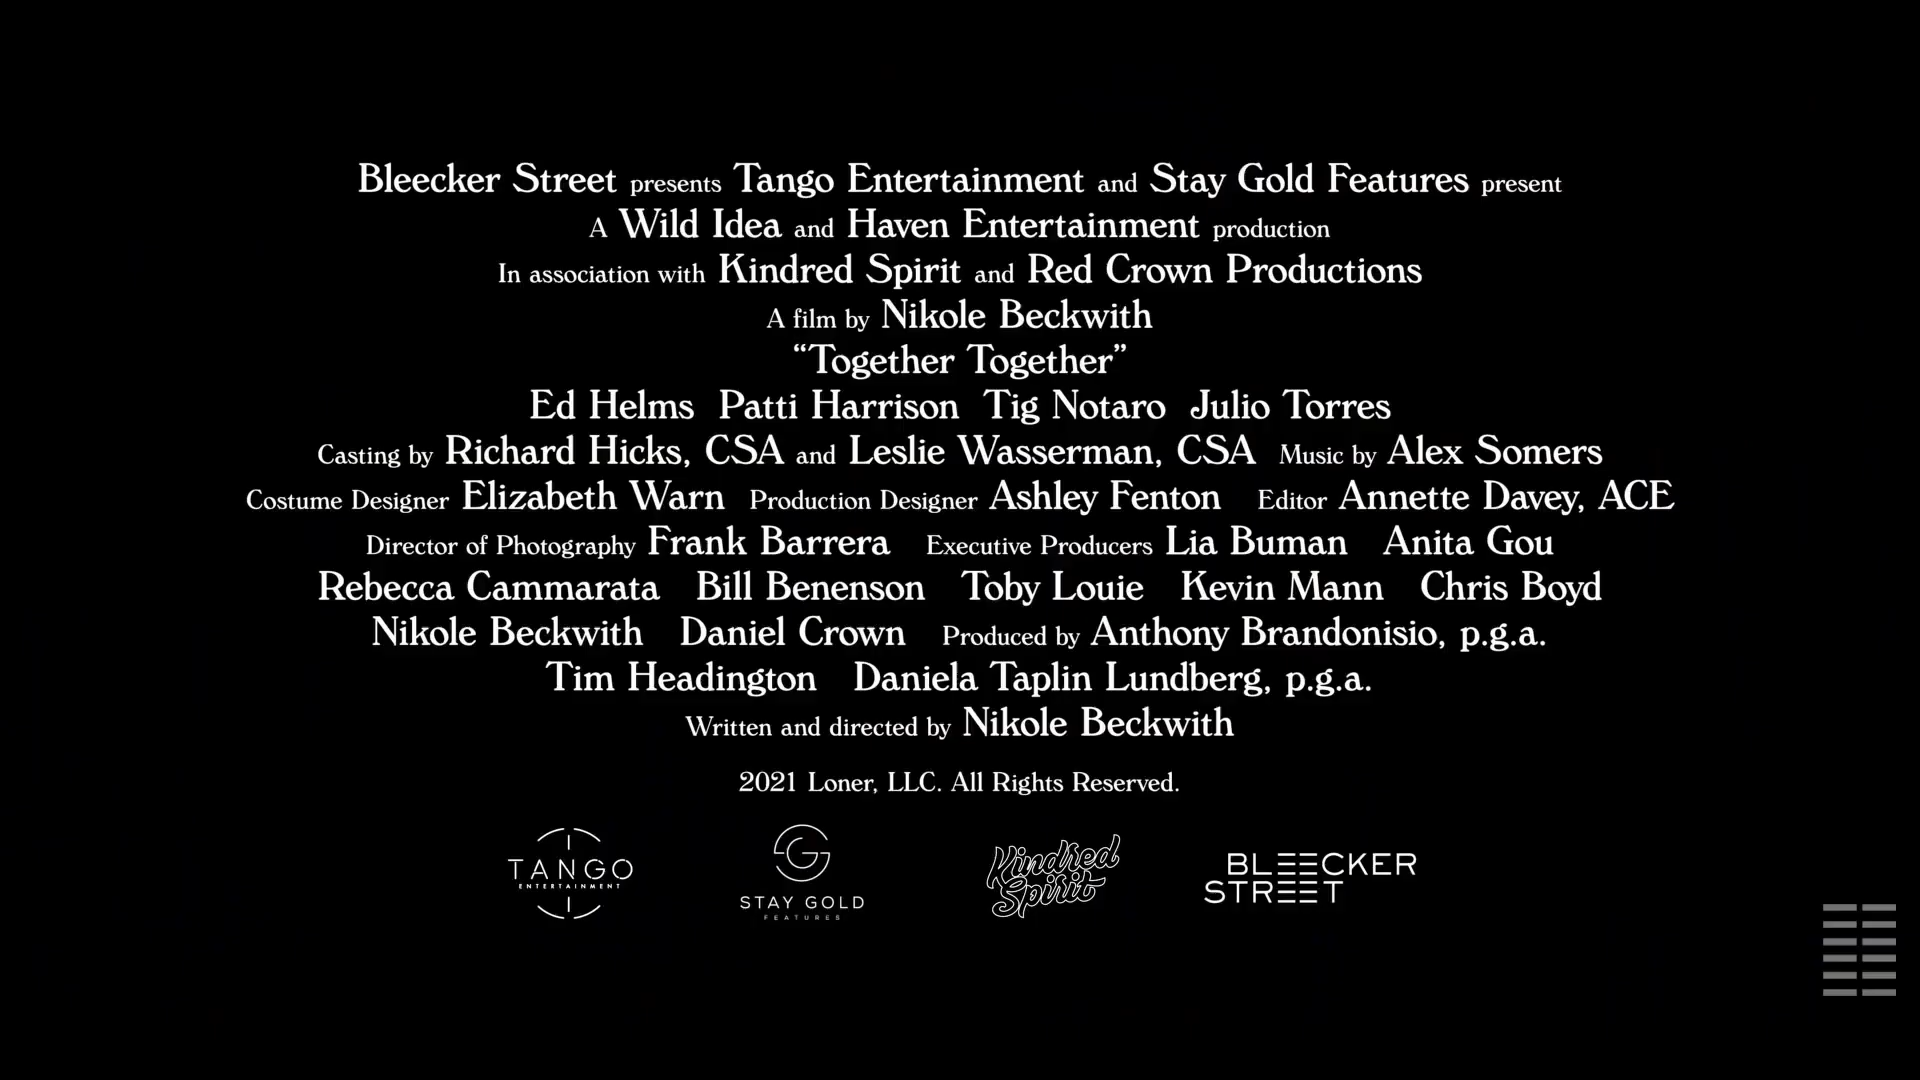 Bleecker Street presents Tango Entertainment and Stay Gold Features present
A Wild Idea and Haven Entertainment production
In association with Kindred Spirit and Red Crown Productions
A film by Nikole Beckwith
“Together Together”
Ed Helms Patti Harrison Tig Notaro Julio Torres
Casting by Richard Hicks, CSA and Leslie Wasserman, CSA Music by Alex Somers
Costume Designer Elizabeth Warn Production Designer Ashley Fenton Editor Annette Davey, ACE
Director of Photography Frank Barrera Executive Producers Lia Buman Anita Gou
Rebecca Cammarata Bill Benenson Toby Louie Kevin Mann Chris Boyd
Nikole Beckwith Daniel Crown Produced by Anthony Brandonisio, p.g.a.
Tim Headington Daniela Taplin Lundberg, p.g.a.
Written and directed by Nikole Beckwith
2021 Loner, LLC. All Rights Reserved.
TANGO
ENTERTAINMENT
STAY GOLD
FEATURES
Kindred
Spirit
BLEECKER
STREET